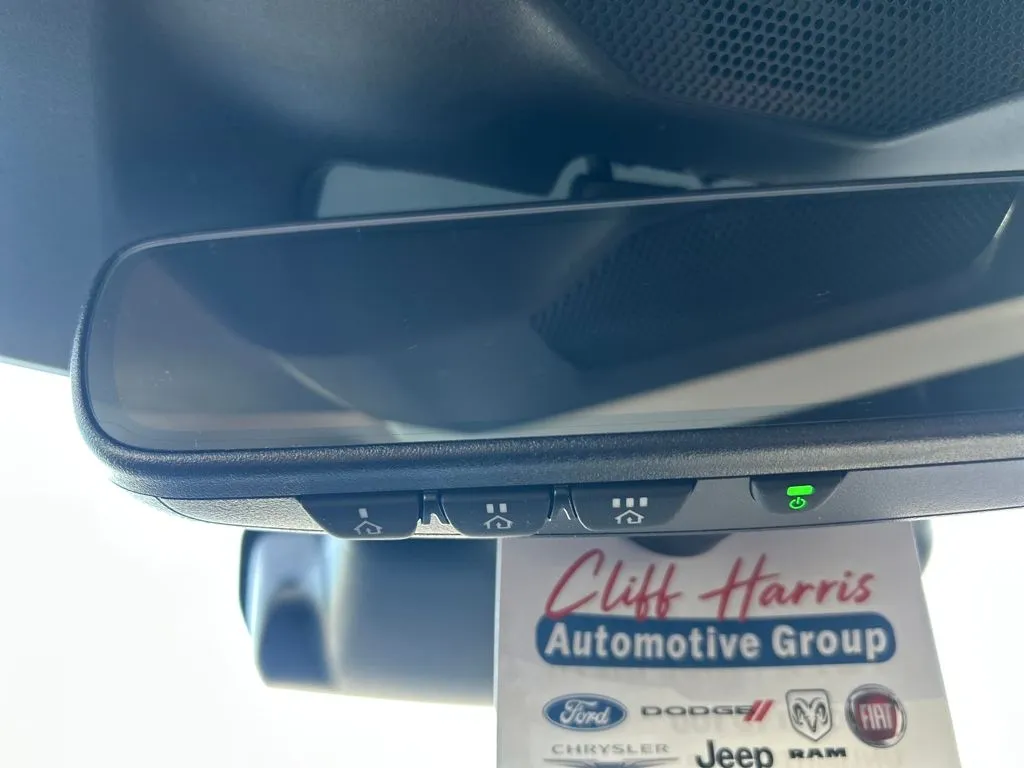 Cliff Harris
Automotive Group
Ford DODGE FIAT
CHRYSLER Jeep RAM